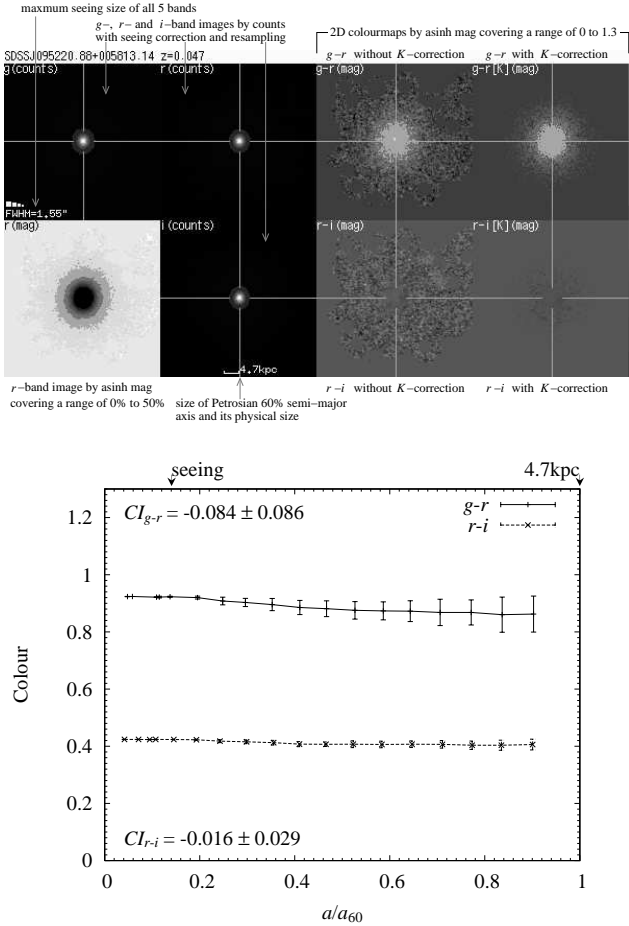 maxmum seeing size of all 5 bands
g−, r− and i−band images by counts
with seeing correction and resampling
2D colourmaps by asinh mag covering a range of 0 to 1.3
g−r without K−correction
g−r with K−correction
SDSSJ095220.88+005813.14 z=0.047
g(counts)
r(counts)
g-r(mag)
g-r[K](mag)
FWHM=1.55"
r(mag)
i(counts)
r-i(mag)
r-i[K](mag)
4.7kpc
r−band image by asinh mag
covering a range of 0% to 50%
size of Petrosian 60% semi−major
axis and its physical size
r−i without K−correction
r−i with K−correction
seeing
4.7kpc
CI g-r = -0.084 ± 0.086
g-r
r-i
1.2
1
0.8
0.6
0.4
0.2
0
Colour
CI r-i = -0.016 ± 0.029
0 0.2 0.4 0.6 0.8 1
a/a60